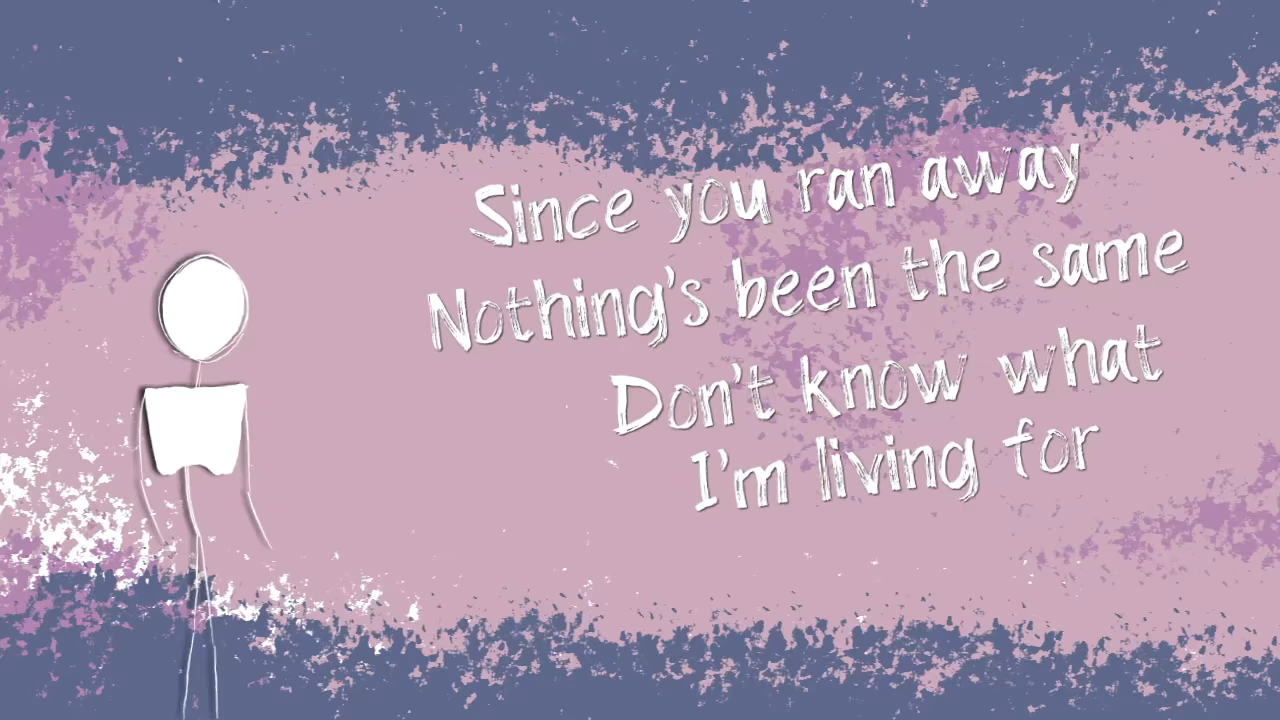 Since you ran away
Nothing's been the same
Don't know what
I'm living for